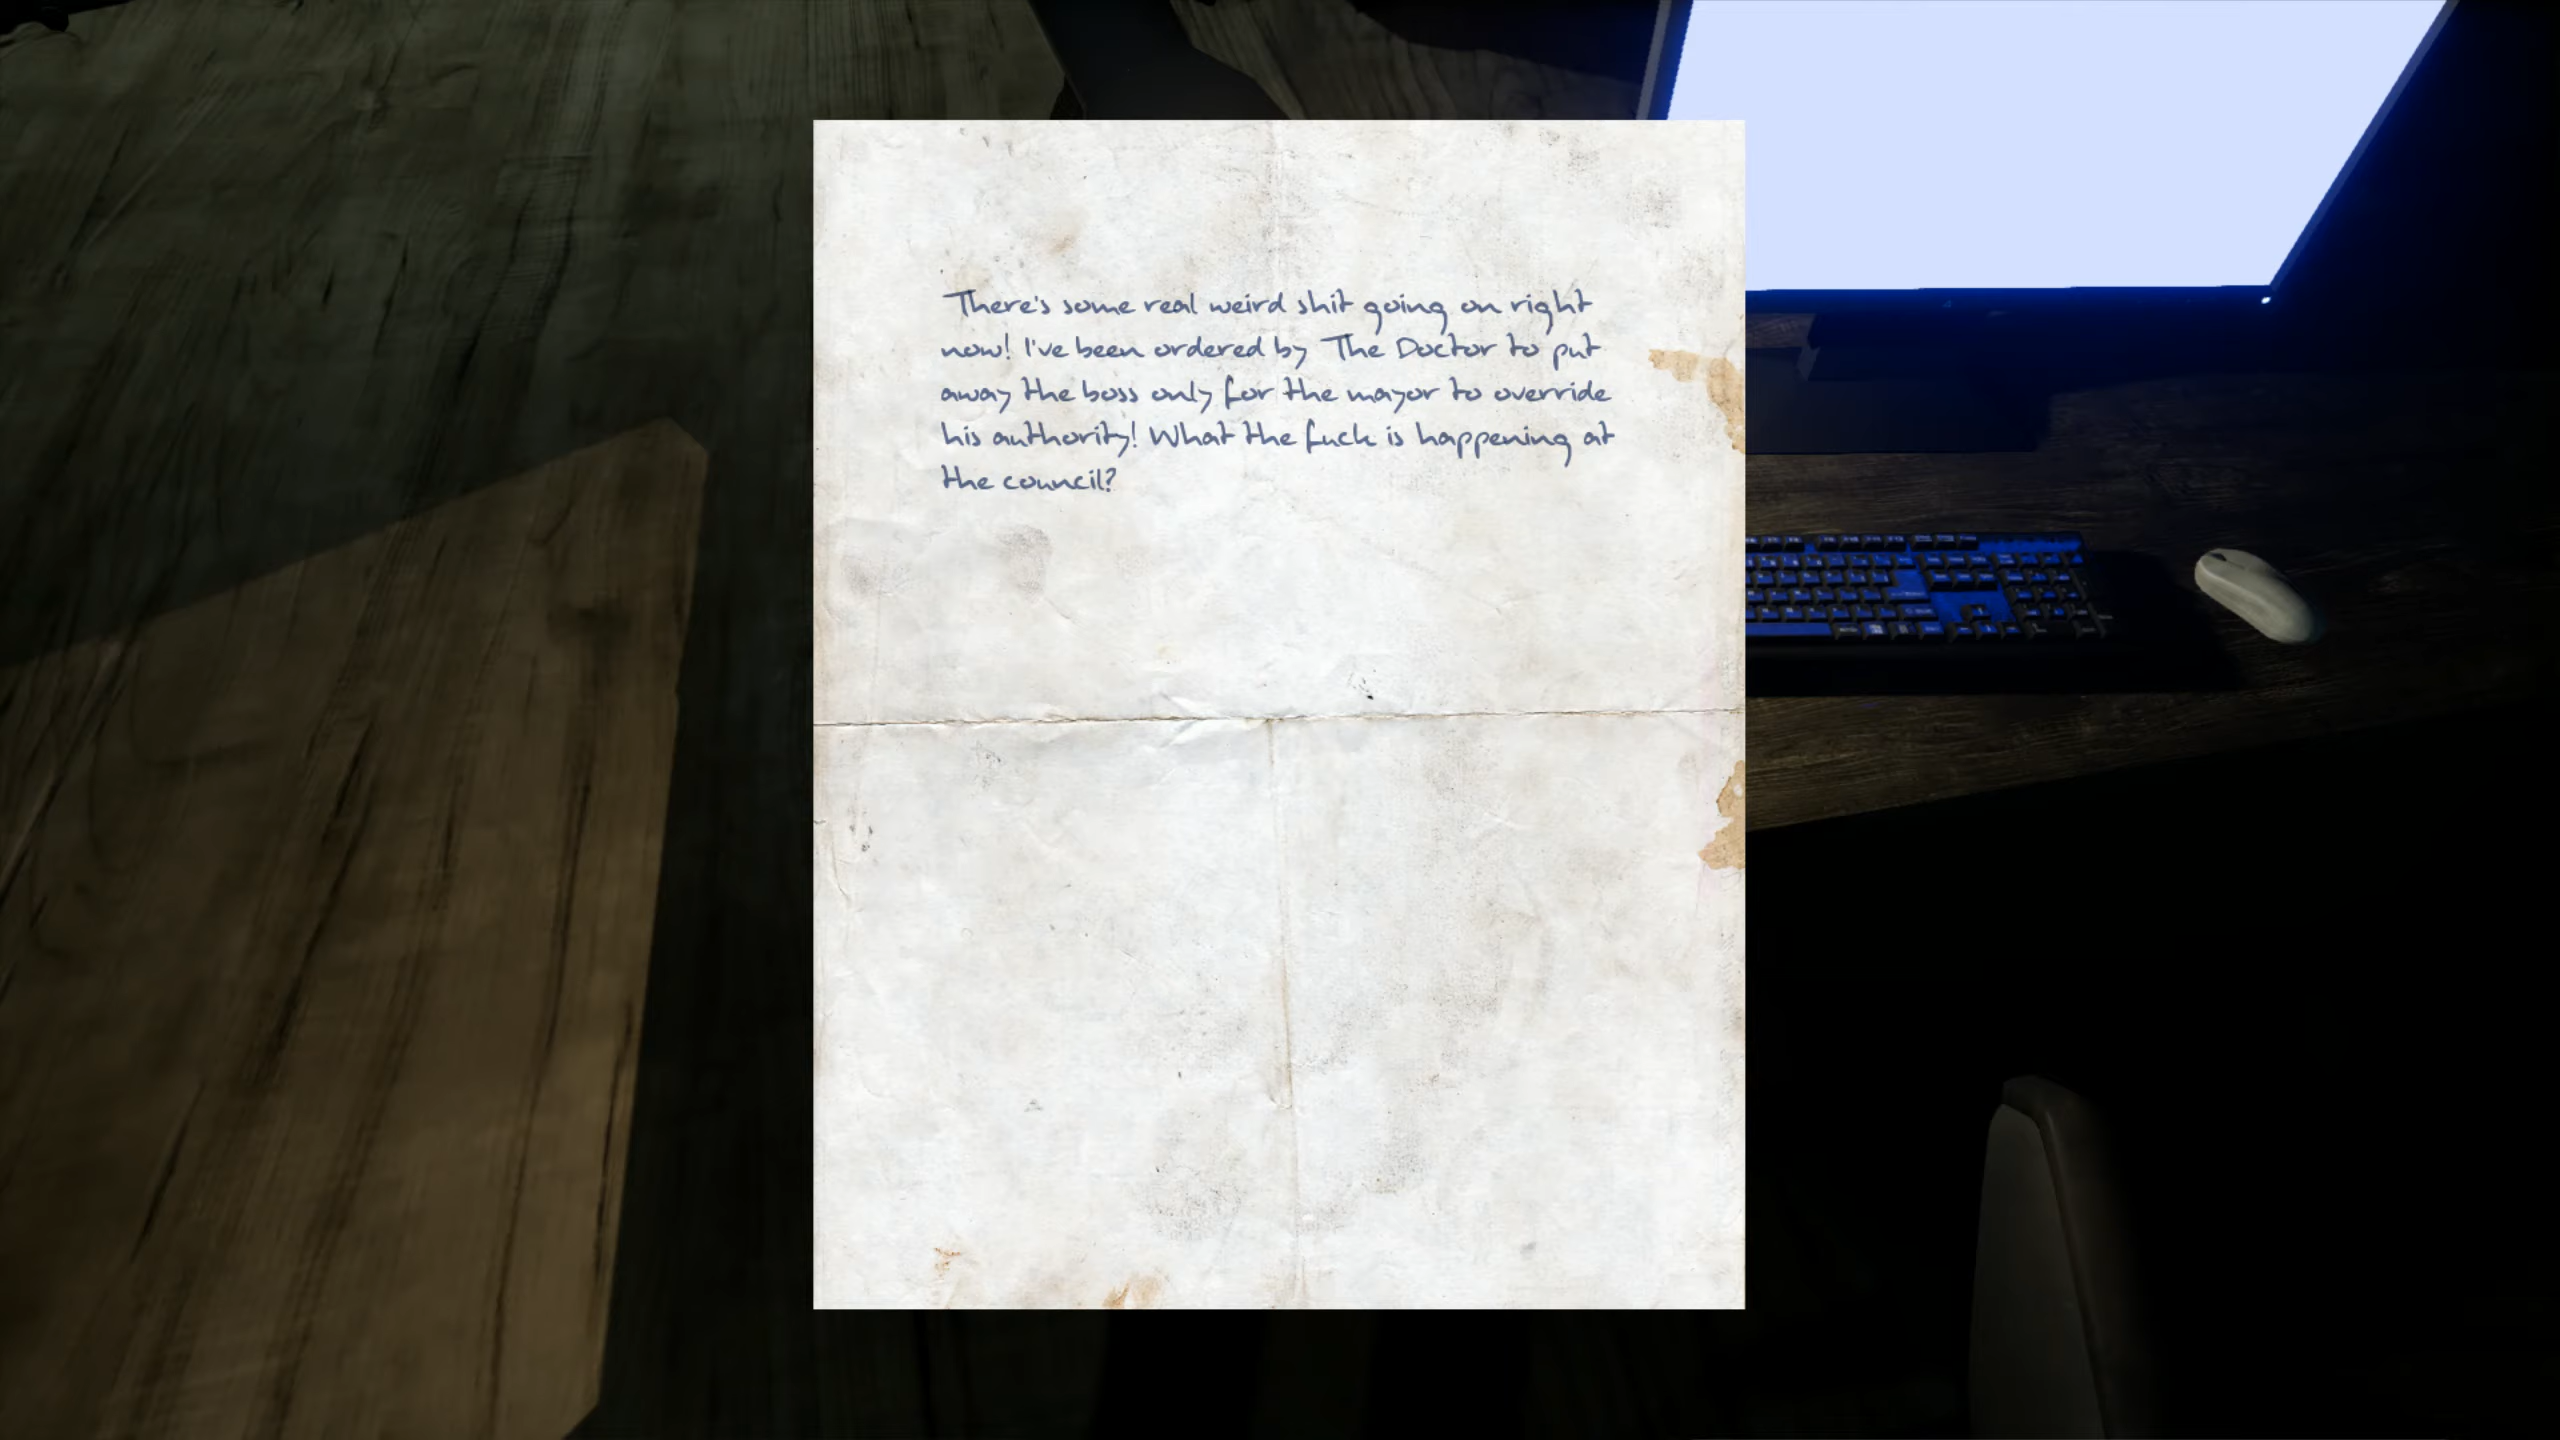 There's some real weird shit going on right
now! I've been ordered by The Doctor to put
away the boss only for the mayor to override
his authority! What the fuck is happening at
the council?